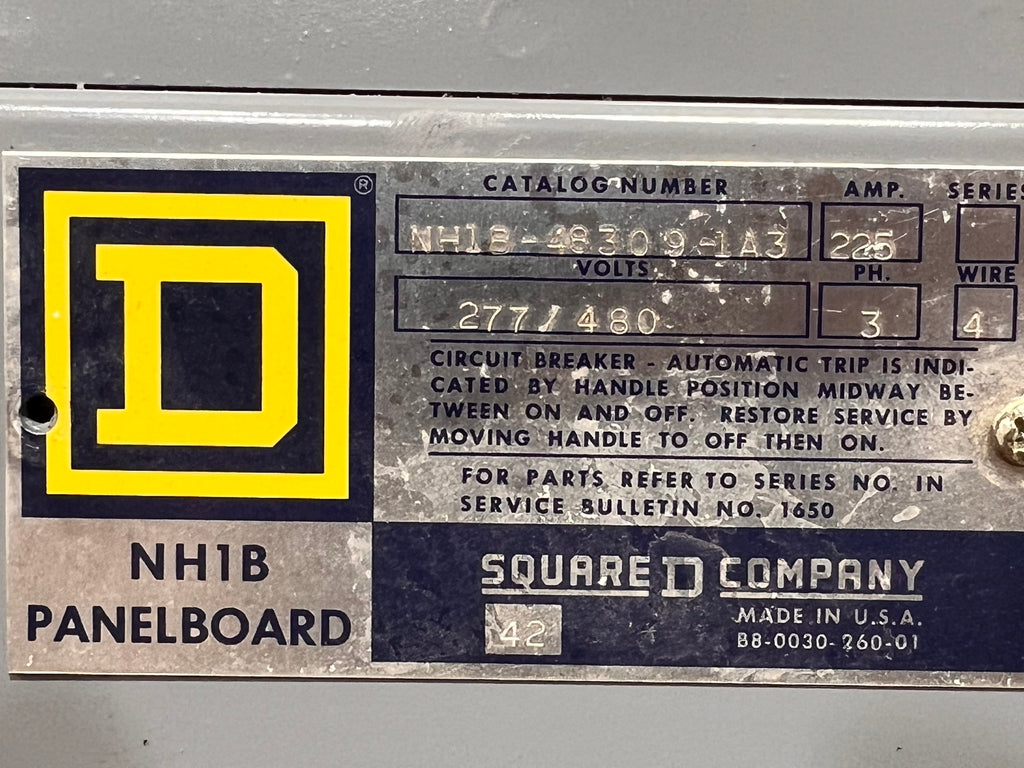 ®
D
CATALOG NUMBER AMP. SERIES
NH1B-48309-1A3 225
VOLTS PH. WIRE
277/480 3 4
CIRCUIT BREAKER - AUTOMATIC TRIP IS INDI-
CATED BY HANDLE POSITION MIDWAY BE-
TWEEN ON AND OFF. RESTORE SERVICE BY
MOVING HANDLE TO OFF THEN ON.
FOR PARTS REFER TO SERIES NO. IN
SERVICE BULLETIN NO. 1650
NH1B
PANELBOARD
SQUARE D COMPANY
42
MADE IN U.S.A.
B8-0030-260-01